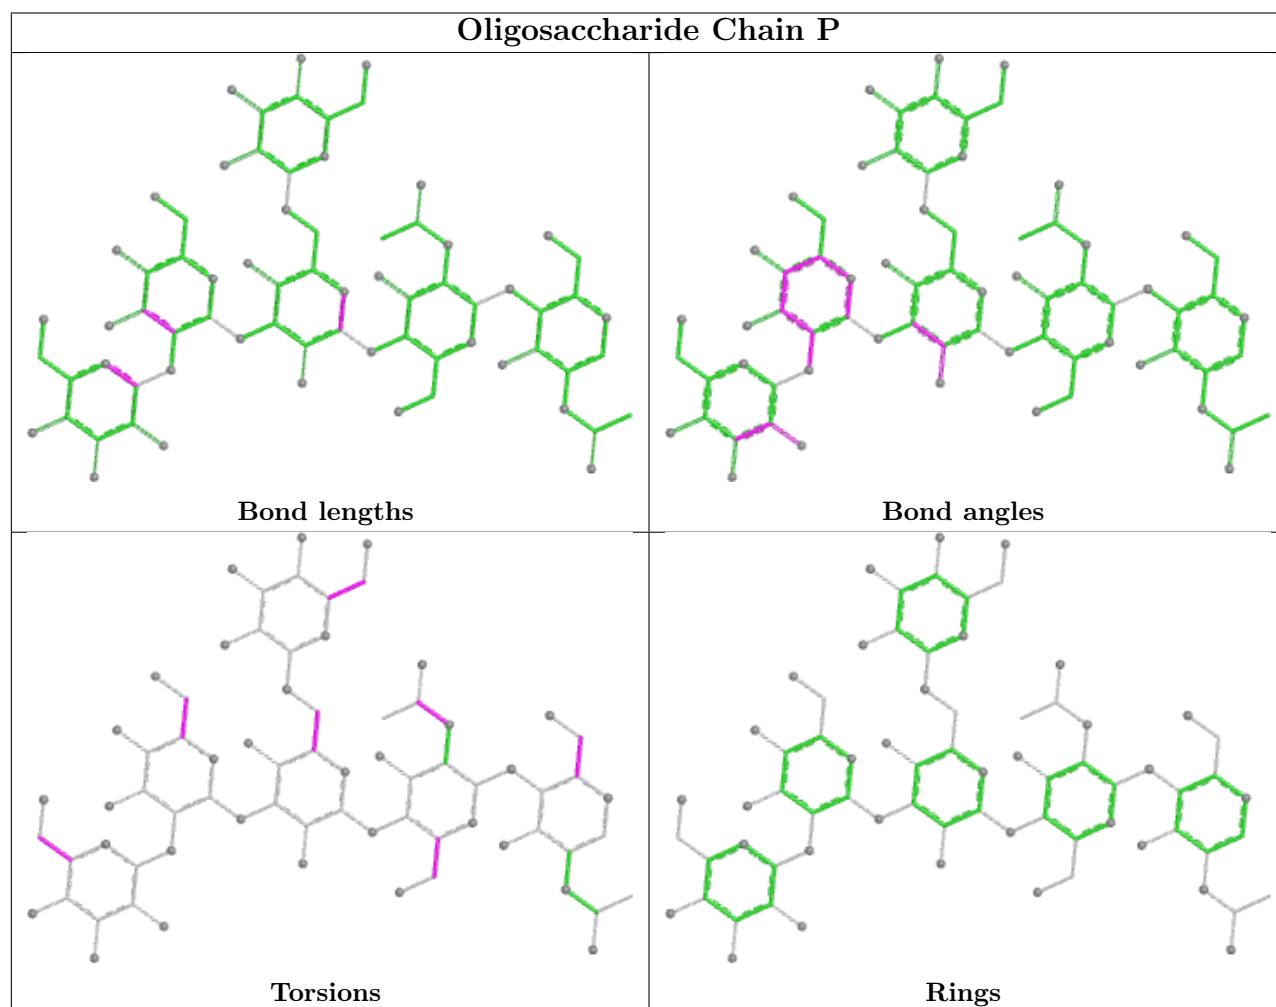 Oligosaccharide Chain P
Bond lengths
Bond angles
Torsions
Rings